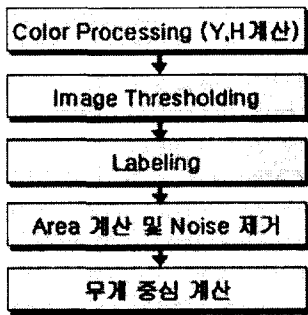 Color Processing (Y,H계산)
Image Thresholding
Labeling
Area 계산 및 Noise 제거
무게 중심 계산